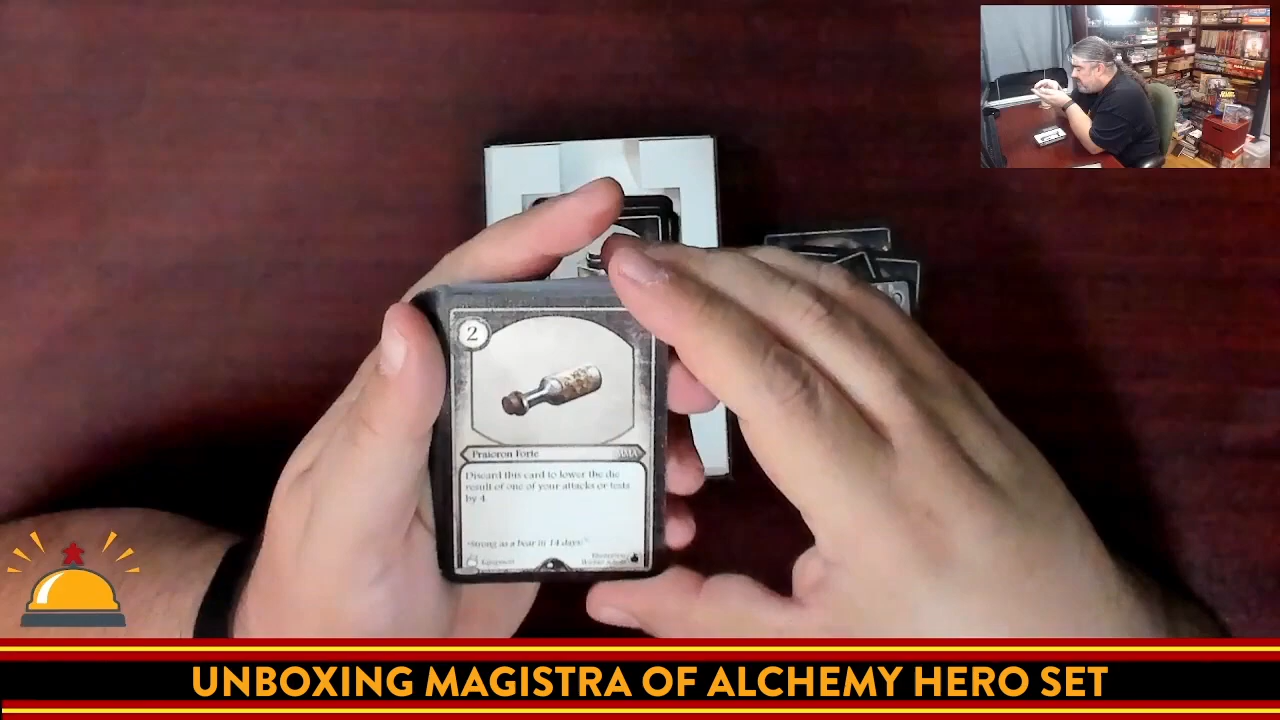 2
Praioron Forte
Discard this card to lower the die
result of one of your attacks or tests
by 4.
strong as a bear in 14 days!"
Equipment
UNBOXING MAGISTRA OF ALCHEMY HERO SET